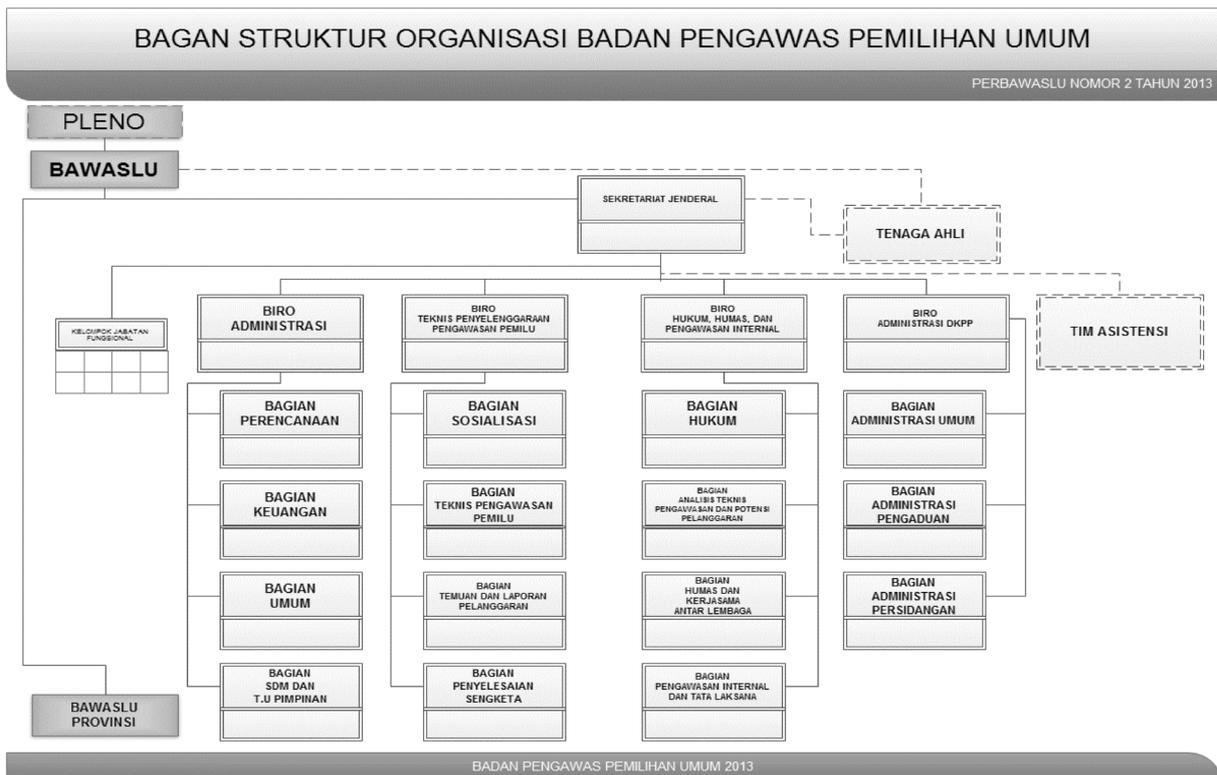 BAGAN STRUKTUR ORGANISASI BADAN PENGAWAS PEMILIHAN UMUM
PERBAWASLU NOMOR 2 TAHUN 2013
PLENO
BAWASLU
SEKRETARIAT JENDERAL
TENAGA AHLI
KELOMPOK JABATAN
FUNGSIONAL
BIRO
ADMINISTRASI
BIRO
TEKNIS PENYELENGGARAAN
PENGAWASAN PEMILU
BIRO
HUKUM, HUMAS, DAN
PENGAWASAN INTERNAL
BIRO
ADMINISTRASI DKPP
TIM ASISTENSI
BAGIAN
PERENCANAAN
BAGIAN
SOSIALISASI
BAGIAN
HUKUM
BAGIAN
ADMINISTRASI UMUM
BAGIAN
KEUANGAN
BAGIAN
TEKNIS PENGAWASAN
PEMILU
BAGIAN
ANALISIS TEKNIS
PENGAWASAN DAN POTENSI
PELANGGARAN
BAGIAN
ADMINISTRASI
PENGADUAN
BAGIAN
UMUM
BAGIAN
TEMUAN DAN LAPORAN
PELANGGARAN
BAGIAN
HUMAS DAN
KERJASAMA
ANTAR LEMBAGA
BAGIAN
ADMINISTRASI
PERSIDANGAN
BAGIAN
SDM DAN
T.U PIMPINAN
BAGIAN
PENYELESAIAN
SENGKETA
BAGIAN
PENGAWASAN INTERNAL
DAN TATA LAKSANA
BAWASLU
PROVINSI
BADAN PENGAWAS PEMILIHAN UMUM 2013